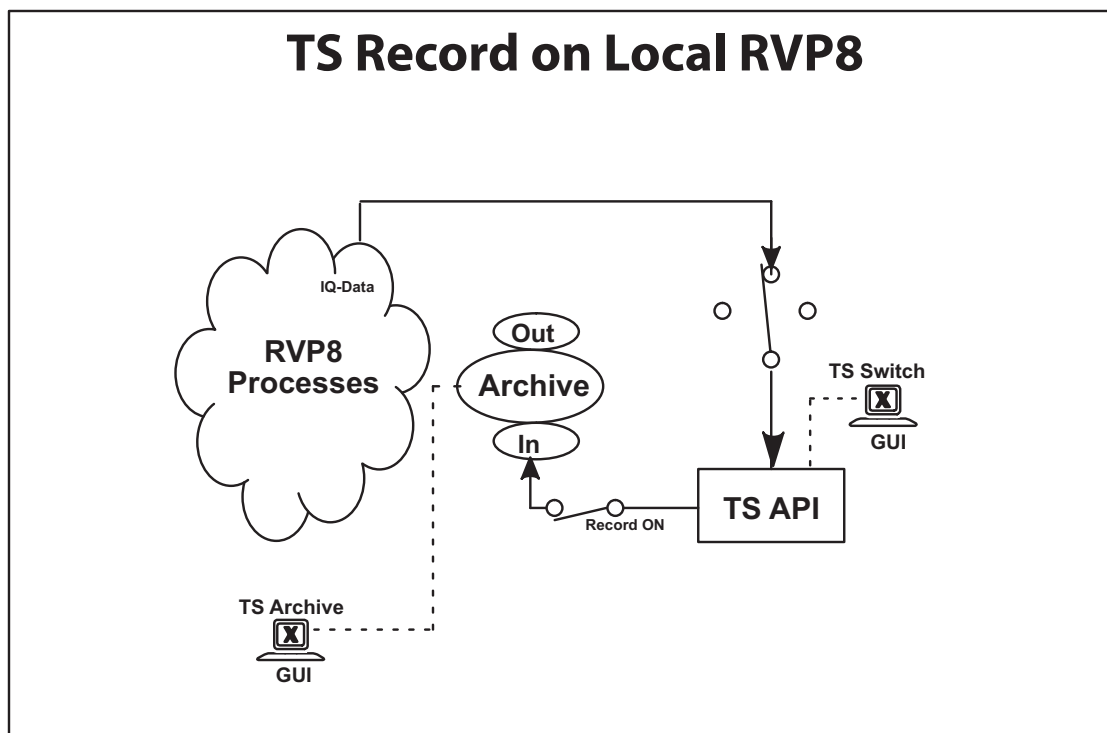 TS Record on Local RVP8
IQ-Data
RVP8
Processes
Out
Archive
In
TS Switch
X
GUI
TS API
Record ON
TS Archive
X
GUI